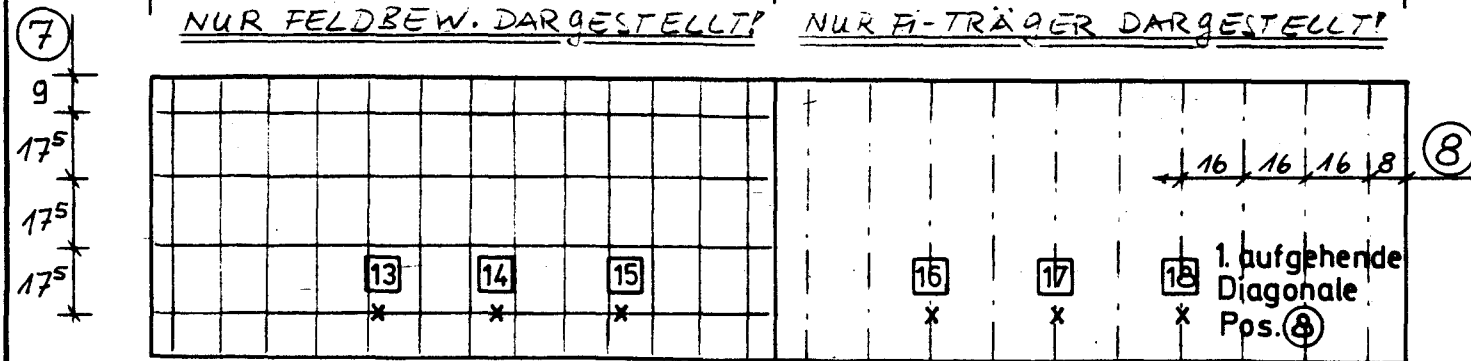 7
NUR FELDBEW. DARGESTELLT! NUR FI-TRÄGER DARGESTELLT!
9
17⁵
16 16 16 8
8
17⁵
17⁵
13 14 15 16 17 18
1. aufgehende
Diagonale
x x x x x x
Pos. 8